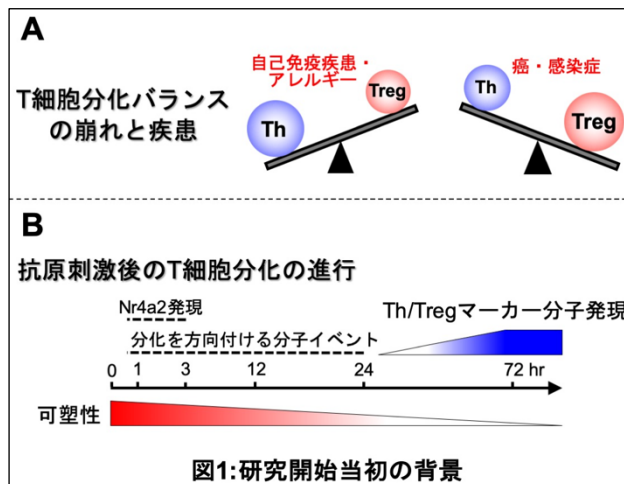 A
T細胞分化バランス
の崩れと疾患
自己免疫疾患・
アレルギー
Th
Treg
癌・感染症
Th
Treg
B
抗原刺激後のT細胞分化の進行
Nr4a2発現
Th/Tregマーカー分子発現
分化を方向付ける分子イベント
0 1 3 12 24 72 hr
可塑性
図1:研究開始当初の背景